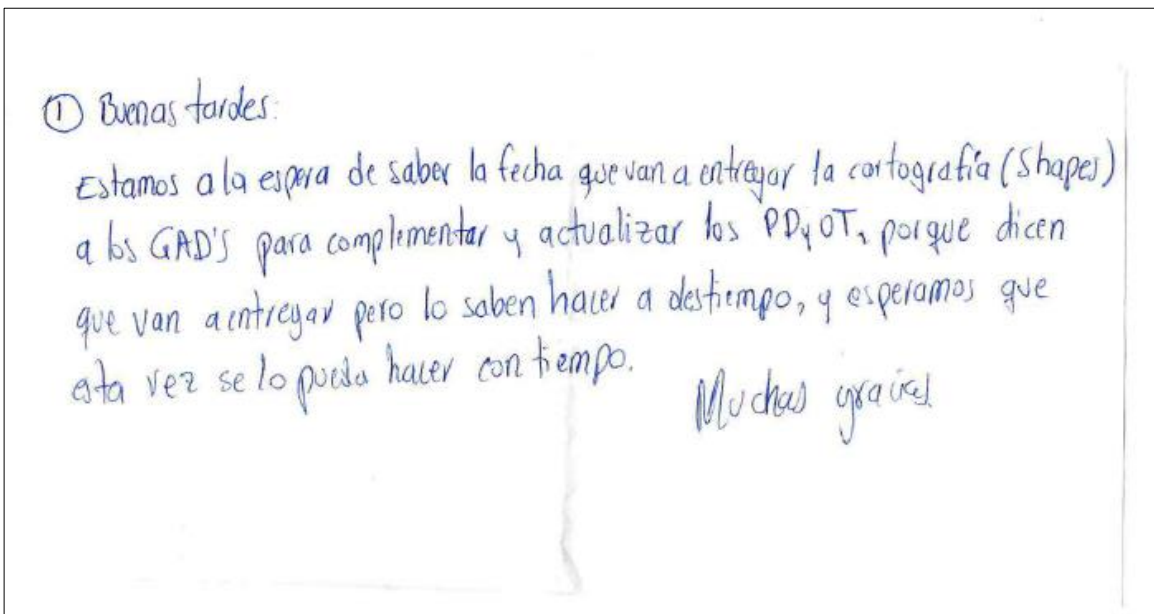 ① Buenas tardes:
Estamos a la espera de saber la fecha que van a entregar la cartografía (Shapes)
a los GAD'S para complementar y actualizar los PDyOT, porque dicen
que van a entregar pero lo saben hacer a destiempo, y esperamos que
esta vez se lo pueda hacer con tiempo.
Muchas gracias